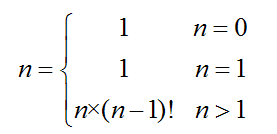 1 n = 0
n = { 1 n = 1
n×(n−1)! n > 1